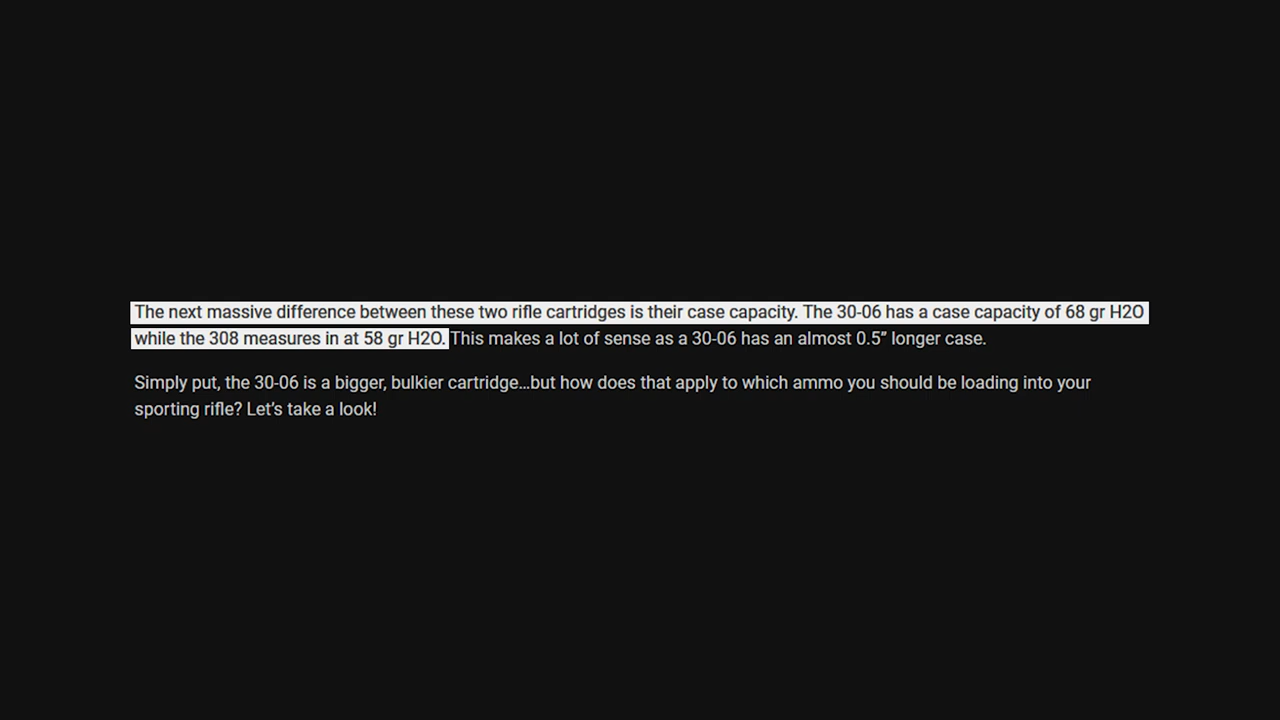 The next massive difference between these two rifle cartridges is their case capacity. The 30-06 has a case capacity of 68 gr H2O
while the 308 measures in at 58 gr H2O. This makes a lot of sense as a 30-06 has an almost 0.5” longer case.
Simply put, the 30-06 is a bigger, bulkier cartridge…but how does that apply to which ammo you should be loading into your
sporting rifle? Let’s take a look!